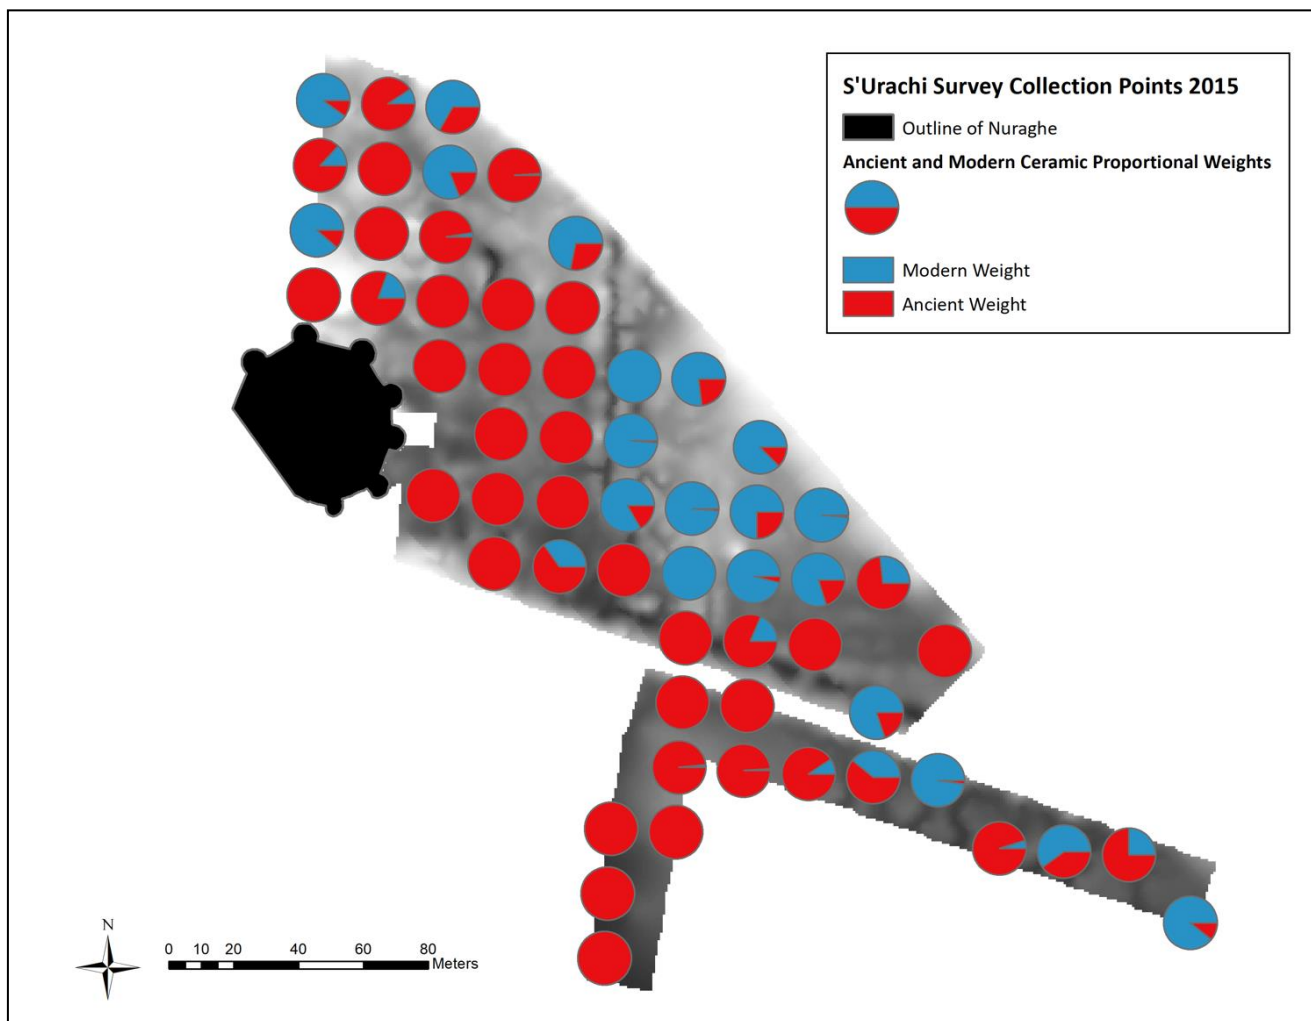 S'Urachi Survey Collection Points 2015
Outline of Nuraghe
Ancient and Modern Ceramic Proportional Weights
Modern Weight
Ancient Weight
N
0 10 20 40 60 80
Meters